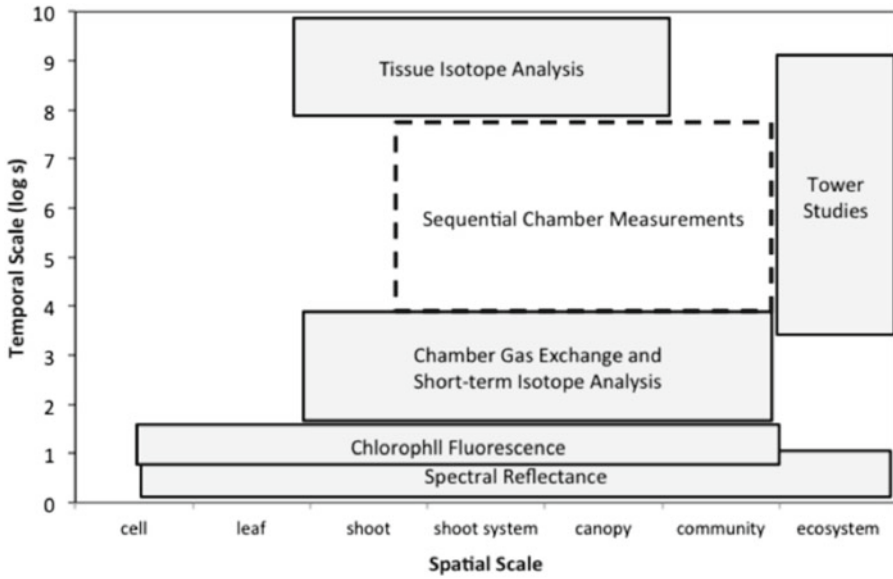 10
9
8
7
6
5
4
3
2
1
0
Temporal Scale (log s)
Tissue Isotope Analysis
Sequential Chamber Measurements
Tower
Studies
Chamber Gas Exchange and
Short-term Isotope Analysis
Chlorophll Fluorescence
Spectral Reflectance
cell leaf shoot shoot system canopy community ecosystem
Spatial Scale